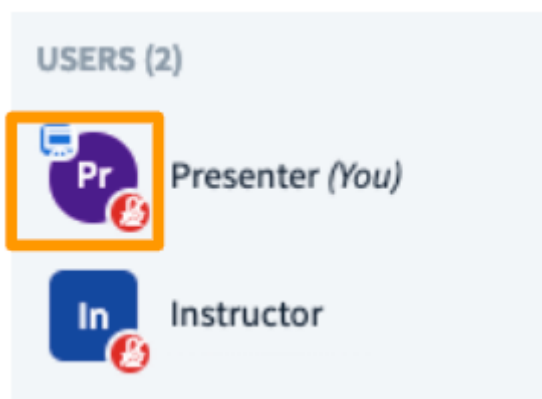 USERS (2)
Pr Presenter (You)
In Instructor